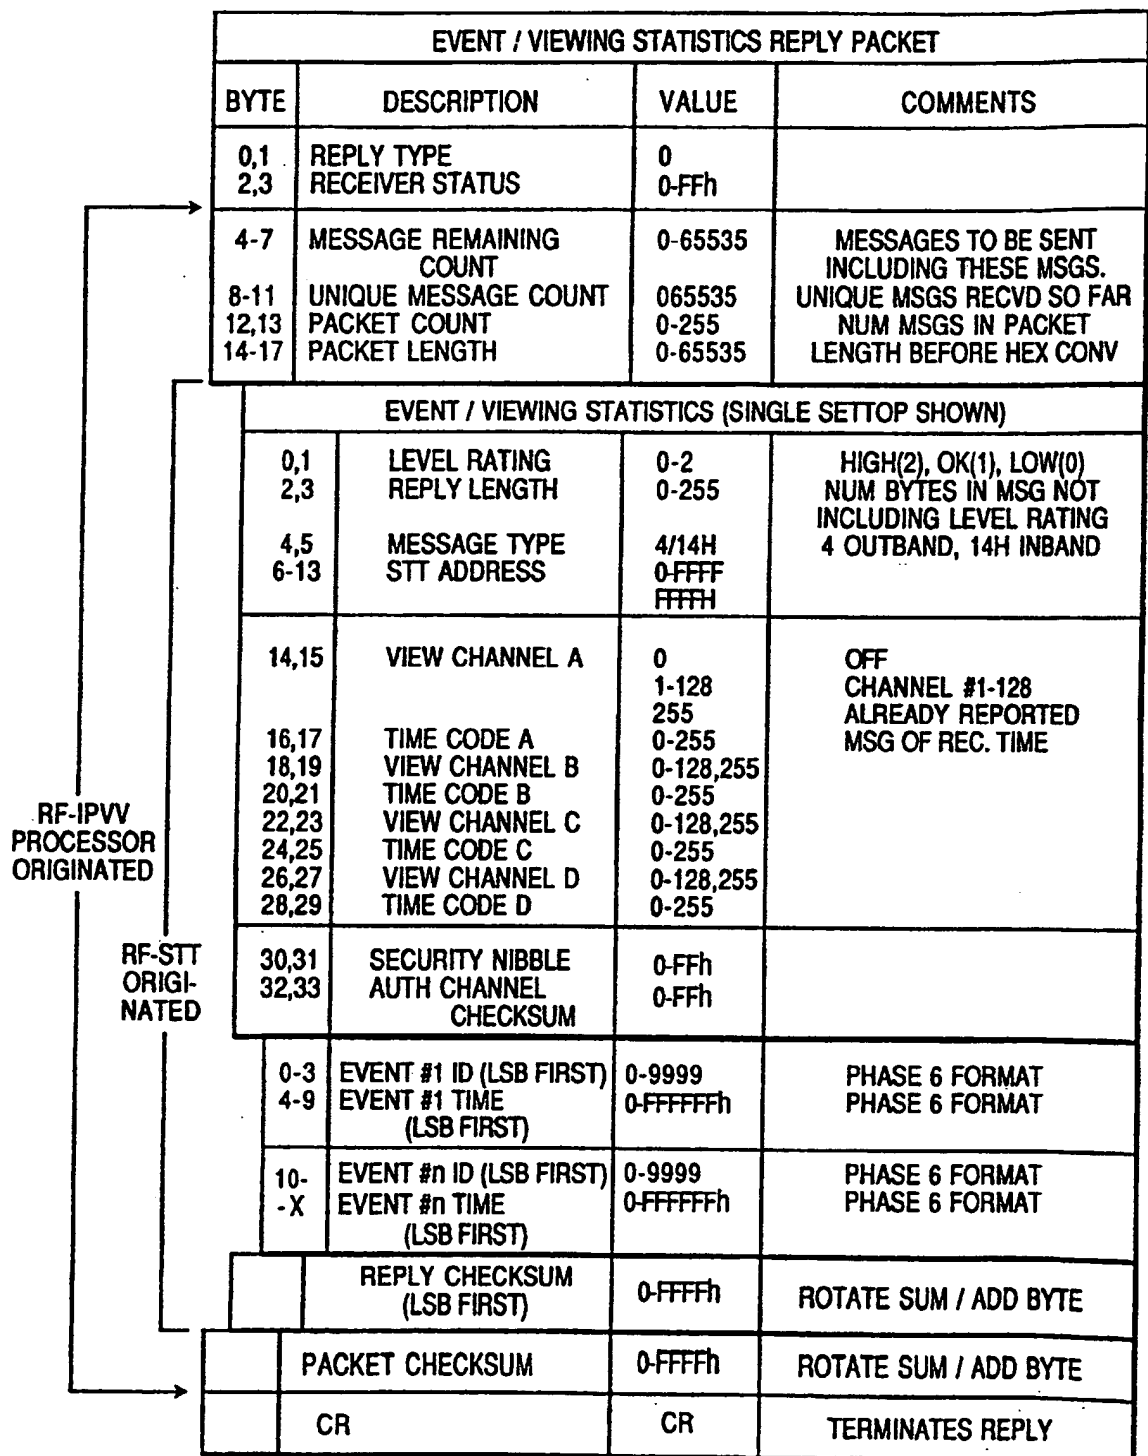 EVENT / VIEWING STATISTICS REPLY PACKET
BYTE DESCRIPTION VALUE COMMENTS
0,1 REPLY TYPE 0
2,3 RECEIVER STATUS 0-FFh
4-7 MESSAGE REMAINING 0-65535 MESSAGES TO BE SENT
COUNT INCLUDING THESE MSGS.
8-11 UNIQUE MESSAGE COUNT 065535 UNIQUE MSGS RECVD SO FAR
12,13 PACKET COUNT 0-255 NUM MSGS IN PACKET
14-17 PACKET LENGTH 0-65535 LENGTH BEFORE HEX CONV
EVENT / VIEWING STATISTICS (SINGLE SETTOP SHOWN)
0,1 LEVEL RATING 0-2 HIGH(2), OK(1), LOW(0)
2,3 REPLY LENGTH 0-255 NUM BYTES IN MSG NOT
INCLUDING LEVEL RATING
4,5 MESSAGE TYPE 4/14H 4 OUTBAND, 14H INBAND
6-13 STT ADDRESS 0-FFFF
FFFFH
14,15 VIEW CHANNEL A 0 OFF
1-128 CHANNEL #1-128
255 ALREADY REPORTED
16,17 TIME CODE A 0-255 MSG OF REC. TIME
18,19 VIEW CHANNEL B 0-128,255
20,21 TIME CODE B 0-255
22,23 VIEW CHANNEL C 0-128,255
24,25 TIME CODE C 0-255
26,27 VIEW CHANNEL D 0-128,255
28,29 TIME CODE D 0-255
RF-IPVV
PROCESSOR
ORIGINATED
RF-STT
ORIGI-
NATED
30,31 SECURITY NIBBLE 0-FFh
32,33 AUTH CHANNEL 0-FFh
CHECKSUM
0-3 EVENT #1 ID (LSB FIRST) 0-9999 PHASE 6 FORMAT
4-9 EVENT #1 TIME 0-FFFFFFh PHASE 6 FORMAT
(LSB FIRST)
10- EVENT #n ID (LSB FIRST) 0-9999 PHASE 6 FORMAT
-X EVENT #n TIME 0-FFFFFFh PHASE 6 FORMAT
(LSB FIRST)
REPLY CHECKSUM 0-FFFFh ROTATE SUM / ADD BYTE
(LSB FIRST)
PACKET CHECKSUM 0-FFFFh ROTATE SUM / ADD BYTE
CR CR TERMINATES REPLY